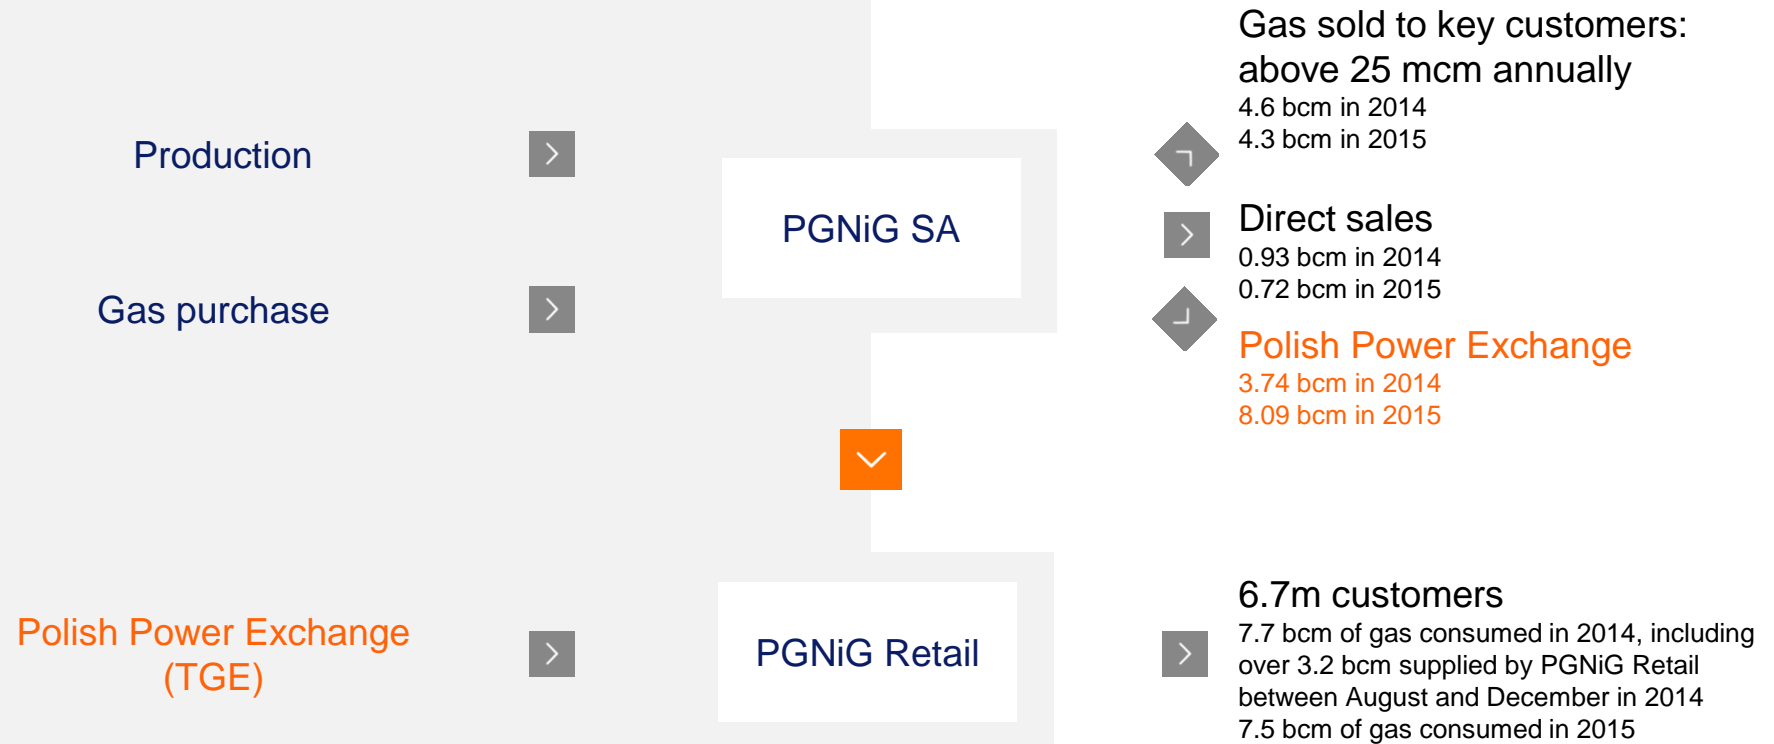 Production
Gas purchase
PGNiG SA
Gas sold to key customers:
above 25 mcm annually
4.6 bcm in 2014
4.3 bcm in 2015
Direct sales
0.93 bcm in 2014
0.72 bcm in 2015
Polish Power Exchange
3.74 bcm in 2014
8.09 bcm in 2015
Polish Power Exchange
(TGE)
PGNiG Retail
6.7m customers
7.7 bcm of gas consumed in 2014, including
over 3.2 bcm supplied by PGNiG Retail
between August and December in 2014
7.5 bcm of gas consumed in 2015